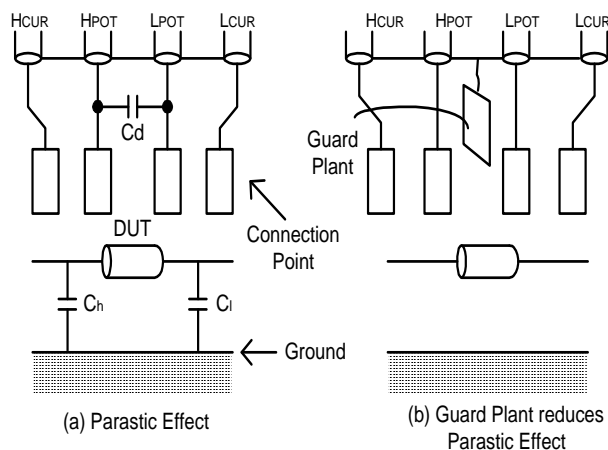 HCUR HPOT LPOT LCUR
HCUR HPOT LPOT LCUR
Cd
Guard
Plant
DUT
Connection
Point
Ch
Cl
Ground
(a) Parastic Effect
(b) Guard Plant reduces
Parastic Effect